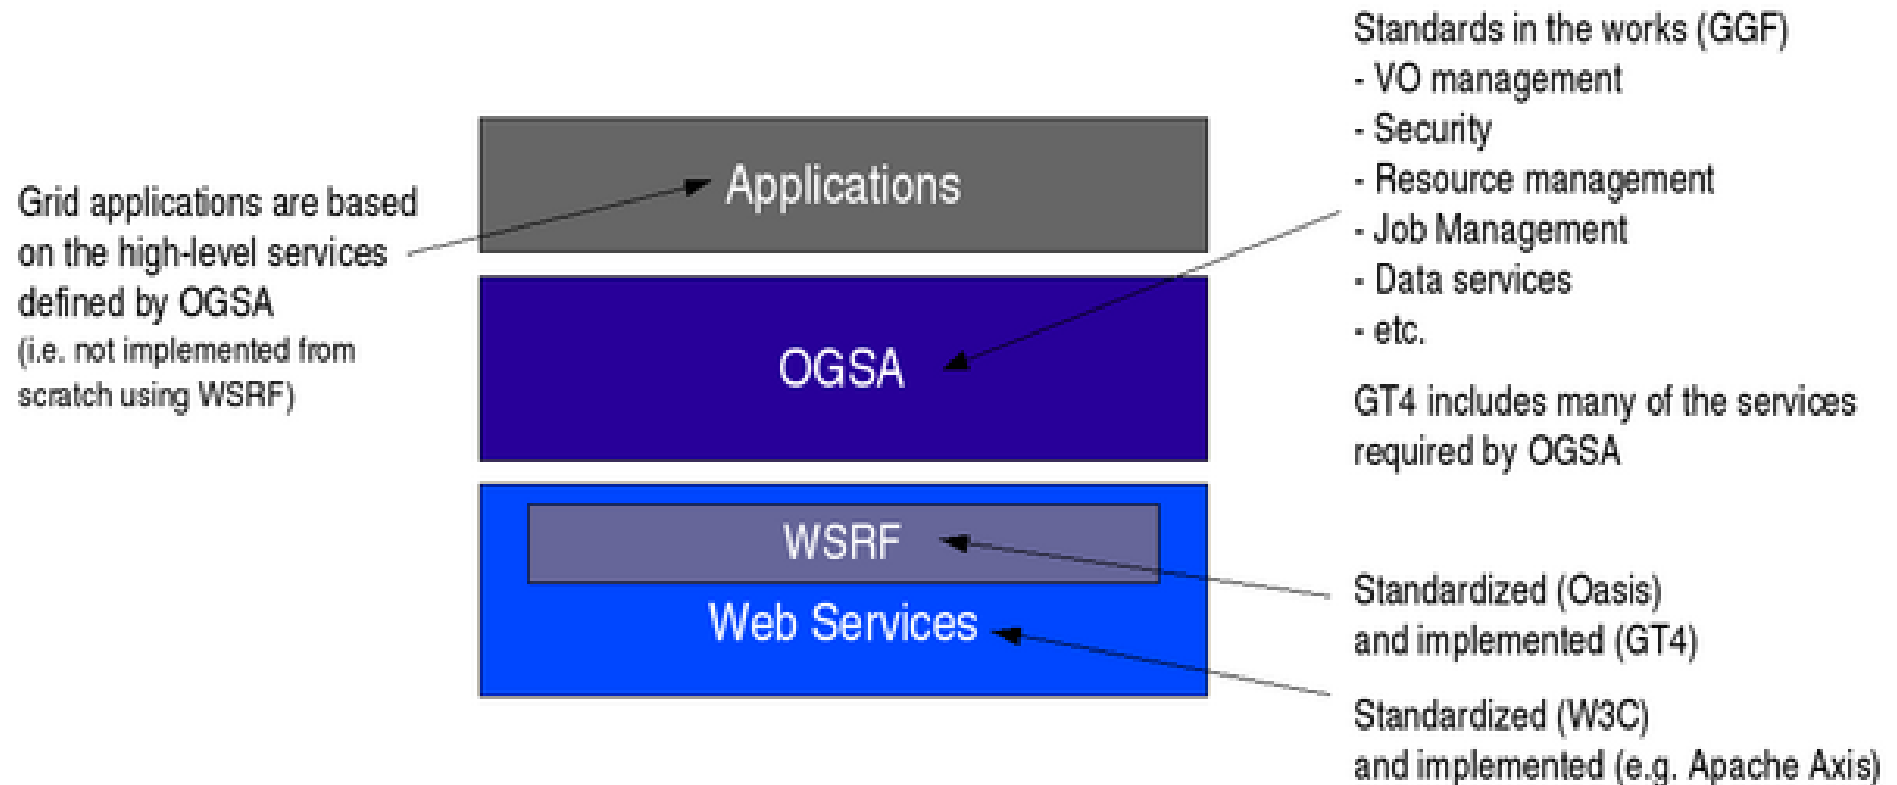 Grid applications are based
on the high-level services
defined by OGSA
(i.e. not implemented from
scratch using WSRF)
Applications
OGSA
WSRF
Web Services
Standards in the works (GGF)
- VO management
- Security
- Resource management
- Job Management
- Data services
- etc.
GT4 includes many of the services
required by OGSA
Standardized (Oasis)
and implemented (GT4)
Standardized (W3C)
and implemented (e.g. Apache Axis)